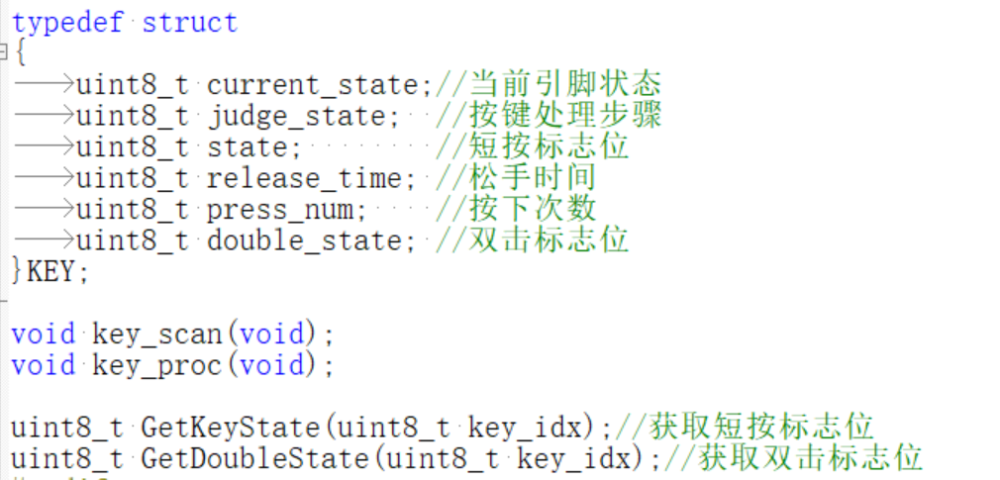 typedef struct
{
uint8_t current_state;//当前引脚状态
uint8_t judge_state; //按键处理步骤
uint8_t state; //短按标志位
uint8_t release_time; //松手时间
uint8_t press_num; //按下次数
uint8_t double_state; //双击标志位
}KEY;
void key_scan(void);
void key_proc(void);
uint8_t GetKeyState(uint8_t key_idx);//获取短按标志位
uint8_t GetDoubleState(uint8_t key_idx);//获取双击标志位